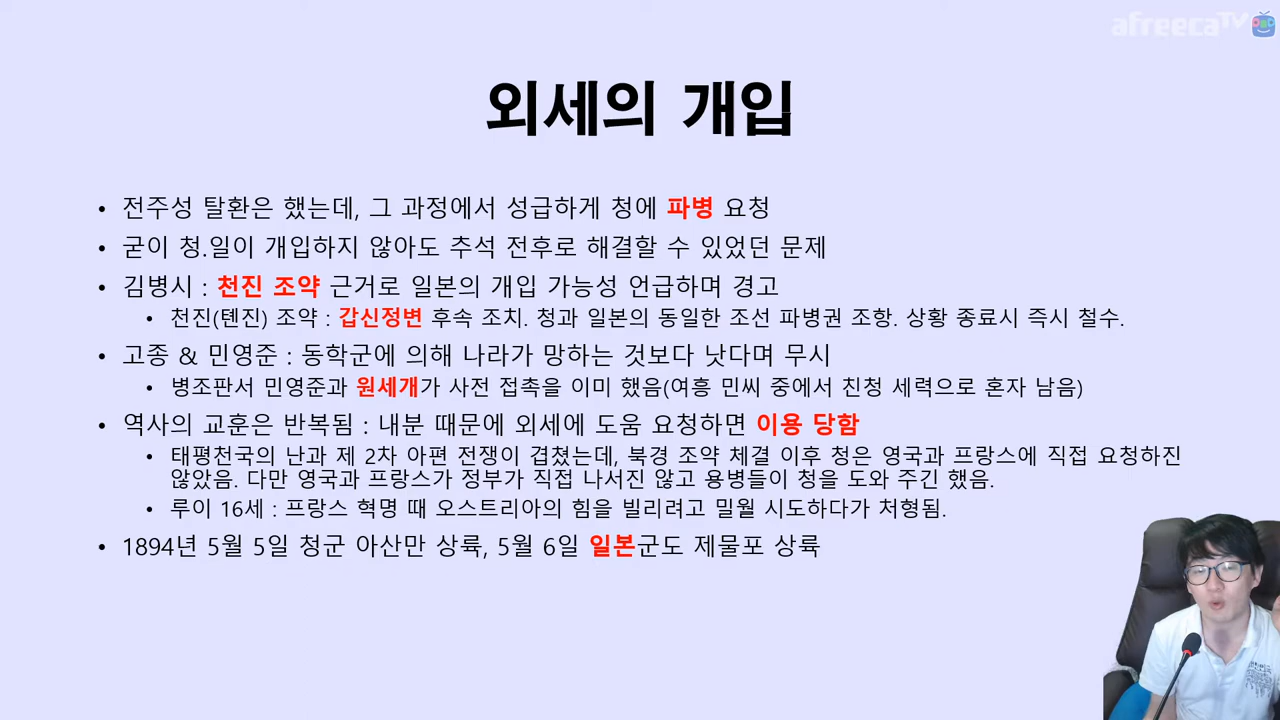 afreecaTV
외세의 개입
• 전주성 탈환은 했는데, 그 과정에서 성급하게 청에 파병 요청
• 굳이 청.일이 개입하지 않아도 추석 전후로 해결할 수 있었던 문제
• 김병시 : 천진 조약 근거로 일본의 개입 가능성 언급하며 경고
• 천진(톈진) 조약 : 갑신정변 후속 조치. 청과 일본의 동일한 조선 파병권 조항. 상황 종료시 즉시 철수.
• 고종 & 민영준 : 동학군에 의해 나라가 망하는 것보다 낫다며 무시
• 병조판서 민영준과 원세개가 사전 접촉을 이미 했음(여흥 민씨 중에서 친청 세력으로 혼자 남음)
• 역사의 교훈은 반복됨 : 내분 때문에 외세에 도움 요청하면 이용 당함
• 태평천국의 난과 제 2차 아편 전쟁이 겹쳤는데, 북경 조약 체결 이후 청은 영국과 프랑스에 직접 요청하진
않았음. 다만 영국과 프랑스가 정부가 직접 나서진 않고 용병들이 청을 도와 주긴 했음.
• 루이 16세 : 프랑스 혁명 때 오스트리아의 힘을 빌리려고 밀월 시도하다가 처형됨.
• 1894년 5월 5일 청군 아산만 상륙, 5월 6일 일본군도 제물포 상륙